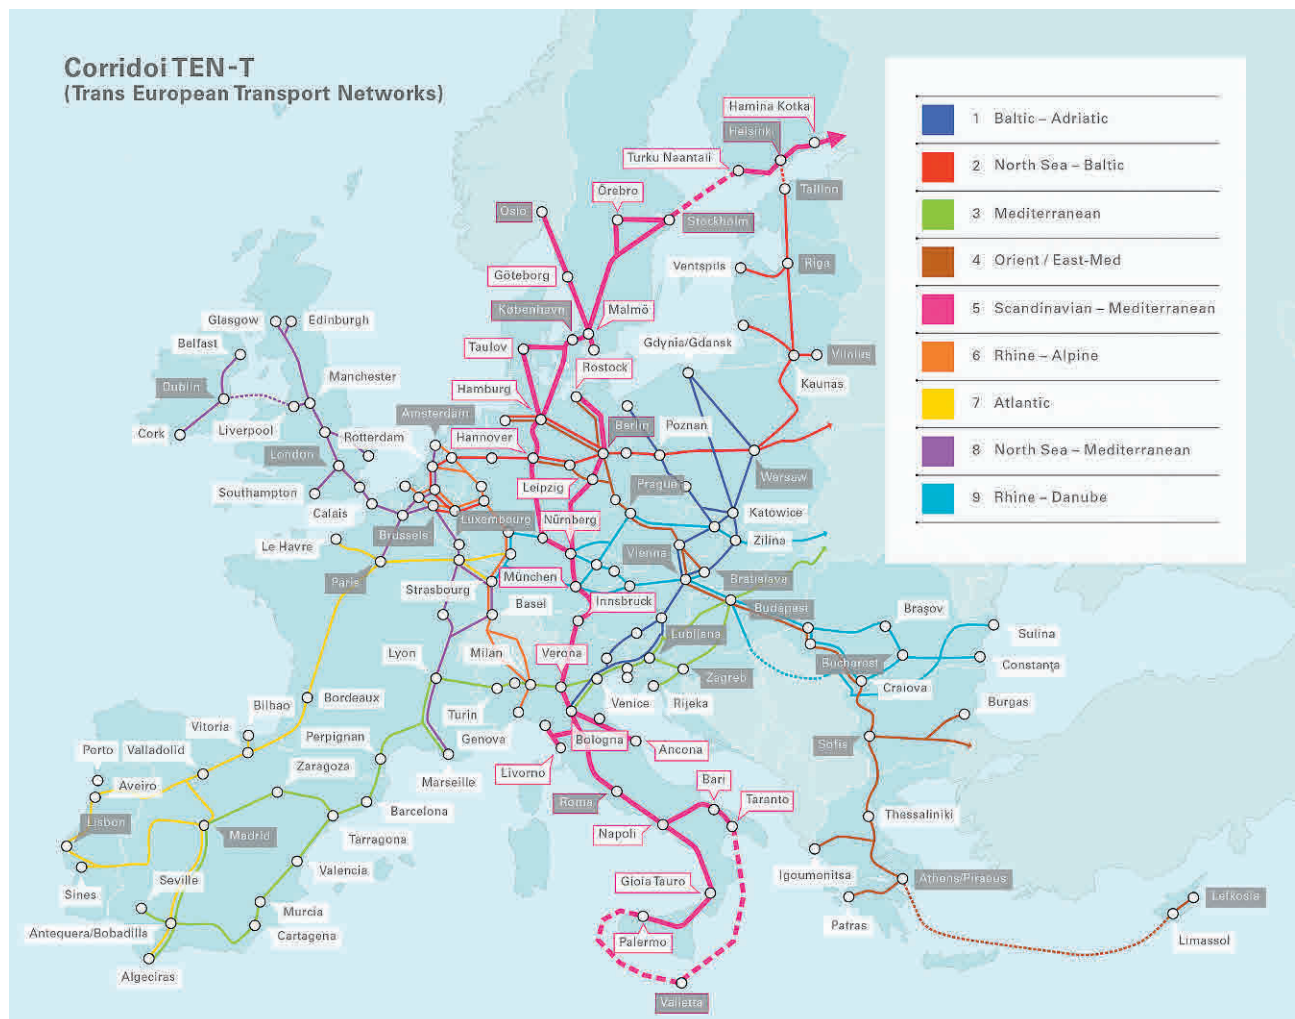 Corridoi TEN-T
(Trans European Transport Networks)
1 Baltic – Adriatic
2 North Sea – Baltic
3 Mediterranean
4 Orient / East-Med
5 Scandinavian – Mediterranean
6 Rhine – Alpine
7 Atlantic
8 North Sea – Mediterranean
9 Rhine – Danube
Hamina Kotka
Helsinki
Turku Naantali
Tallinn
Örebro
Oslo
Stockholm
Göteborg
Ventspils
Riga
København
Malmö
Glasgow
Edinburgh
Gdynia/Gdansk
Belfast
Taulov
Vilnius
Rostock
Kaunas
Manchester
Dublin
Hamburg
Amsterdam
Berlin
Poznan
Cork
Liverpool
Rotterdam
Hannover
London
Warsaw
Prague
Leipzig
Southampton
Calais
Luxembourg
Nürnberg
Katowice
Brussels
Le Havre
Zilina
Vienna
Paris
München
Bratislava
Strasbourg
Basel
Innsbruck
Budapest
Braşov
Sulina
Lubljana
Lyon
Milan
Verona
Bucharest
Constanţa
Zagreb
Craiova
Bordeaux
Bilbao
Venice
Rijeka
Burgas
Turin
Vitoria
Perpignan
Genova
Bologna
Ancona
Sofia
Porto
Valladolid
Zaragoza
Marseille
Livorno
Bari
Aveiro
Barcelona
Roma
Taranto
Lisbon
Madrid
Napoli
Thessaliniki
Tarragona
Valencia
Igoumenitsa
Athens/Piraeus
Sines
Seville
Gioia Tauro
Lefkosia
Murcia
Patras
Antequera/Bobadilla
Cartagena
Palermo
Limassol
Algeciras
Valletta